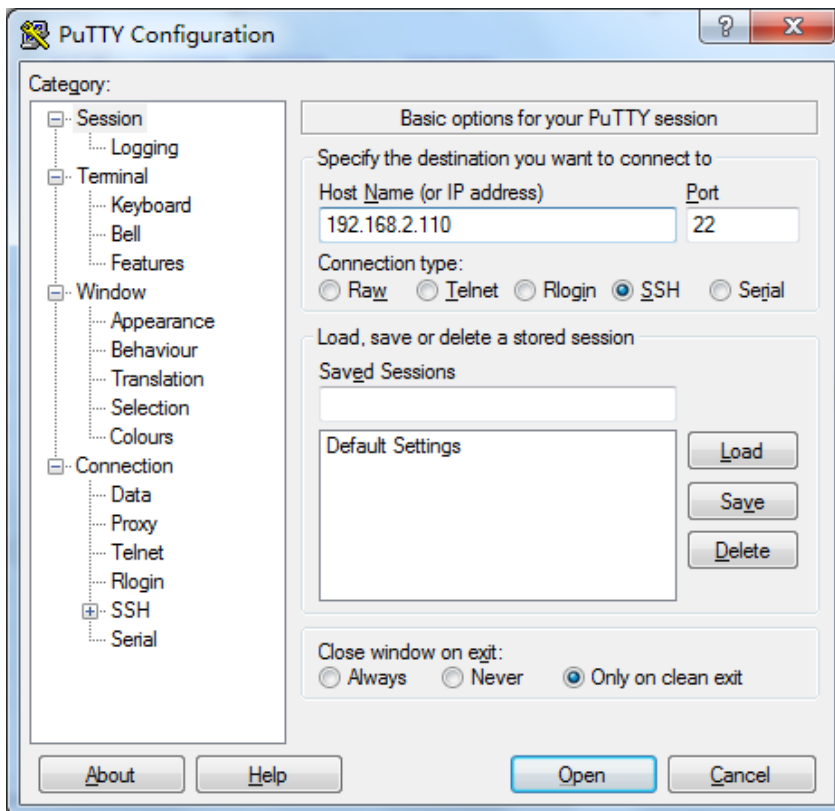 PuTTY Configuration
?
Category:
Session
Logging
Terminal
Keyboard
Bell
Features
Window
Appearance
Behaviour
Translation
Selection
Colours
Connection
Data
Proxy
Telnet
Rlogin
SSH
Serial
Basic options for your PuTTY session
Specify the destination you want to connect to
Host Name (or IP address) Port
192.168.2.110 22
Connection type:
Raw Telnet Rlogin SSH Serial
Load, save or delete a stored session
Saved Sessions
Default Settings
Load
Save
Delete
Close window on exit:
Always Never Only on clean exit
About Help Open Cancel